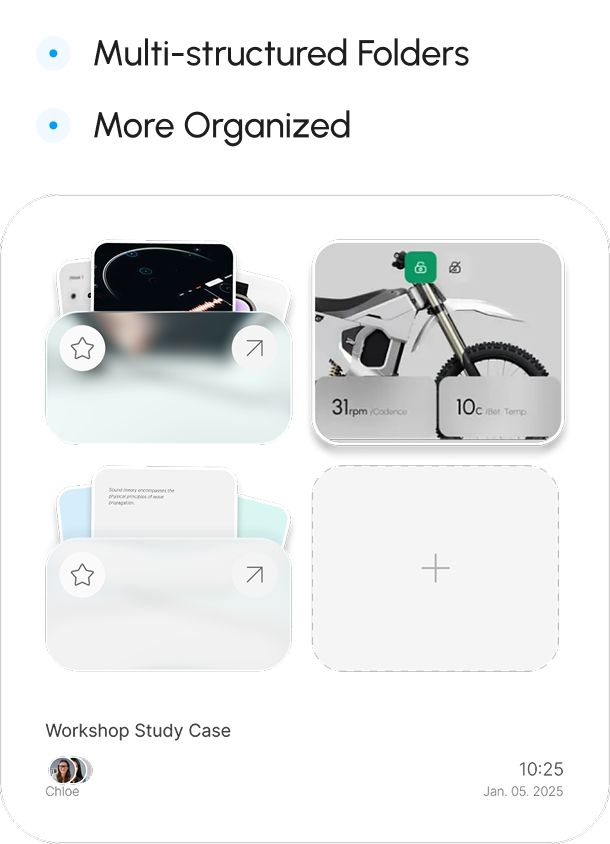 Multi-structured Folders
More Organized
31rpm /Cadence
10c /Bet. Temp
Sound theory encompasses the
physical principles of wave
propagation.
Workshop Study Case
Chloe
10:25
Jan. 05. 2025